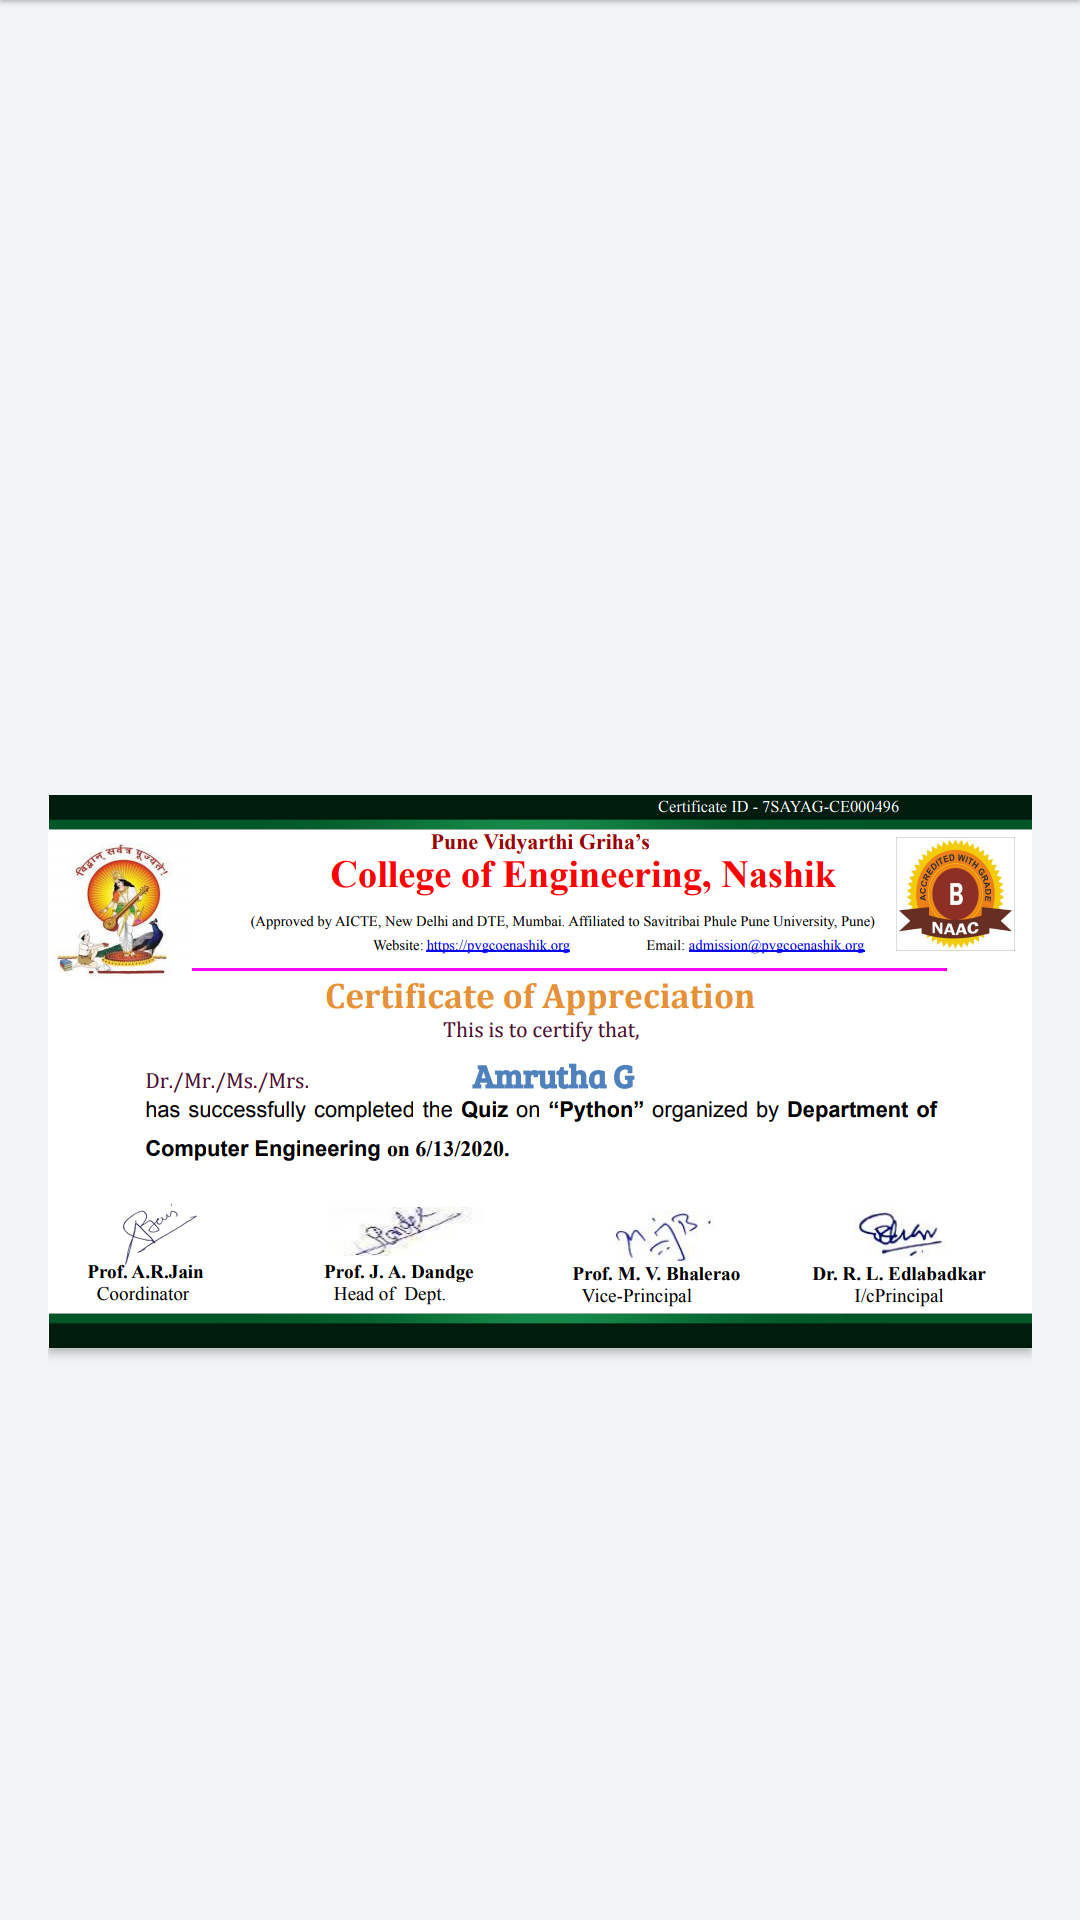 Certificate ID - 7SAYAG-CE000496
Pune Vidyarthi Griha’s
College of Engineering, Nashik
(Approved by AICTE, New Delhi and DTE, Mumbai. Affiliated to Savitribai Phule Pune University, Pune)
Website: https://pvgcoenashik.org Email: admission@pvgcoenashik.org
विद्वान् सर्वत्र पूज्यते!
ACCREDITED WITH GRADE
B
NAAC
Certificate of Appreciation
This is to certify that,
Dr./Mr./Ms./Mrs. Amrutha G
has successfully completed the Quiz on “Python” organized by Department of
Computer Engineering on 6/13/2020.
Prof. A.R.Jain Prof. J. A. Dandge Prof. M. V. Bhalerao Dr. R. L. Edlabadkar
Coordinator Head of Dept. Vice-Principal I/cPrincipal